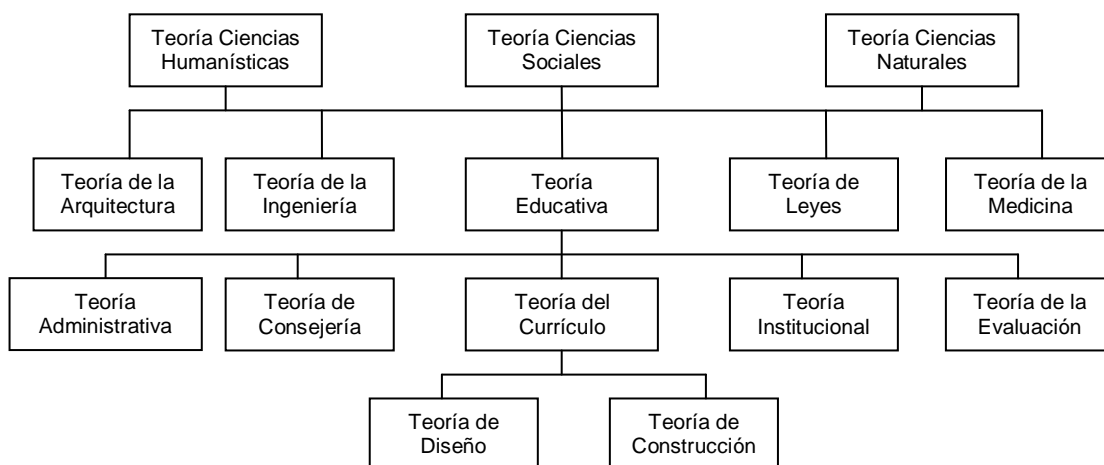 Teoría Ciencias
Humanísticas
Teoría Ciencias
Sociales
Teoría Ciencias
Naturales
Teoría de la
Arquitectura
Teoría de la
Ingeniería
Teoría
Educativa
Teoría de
Leyes
Teoría de la
Medicina
Teoría
Administrativa
Teoría de
Consejería
Teoría del
Currículo
Teoría
Institucional
Teoría de la
Evaluación
Teoría de
Diseño
Teoría de
Construcción